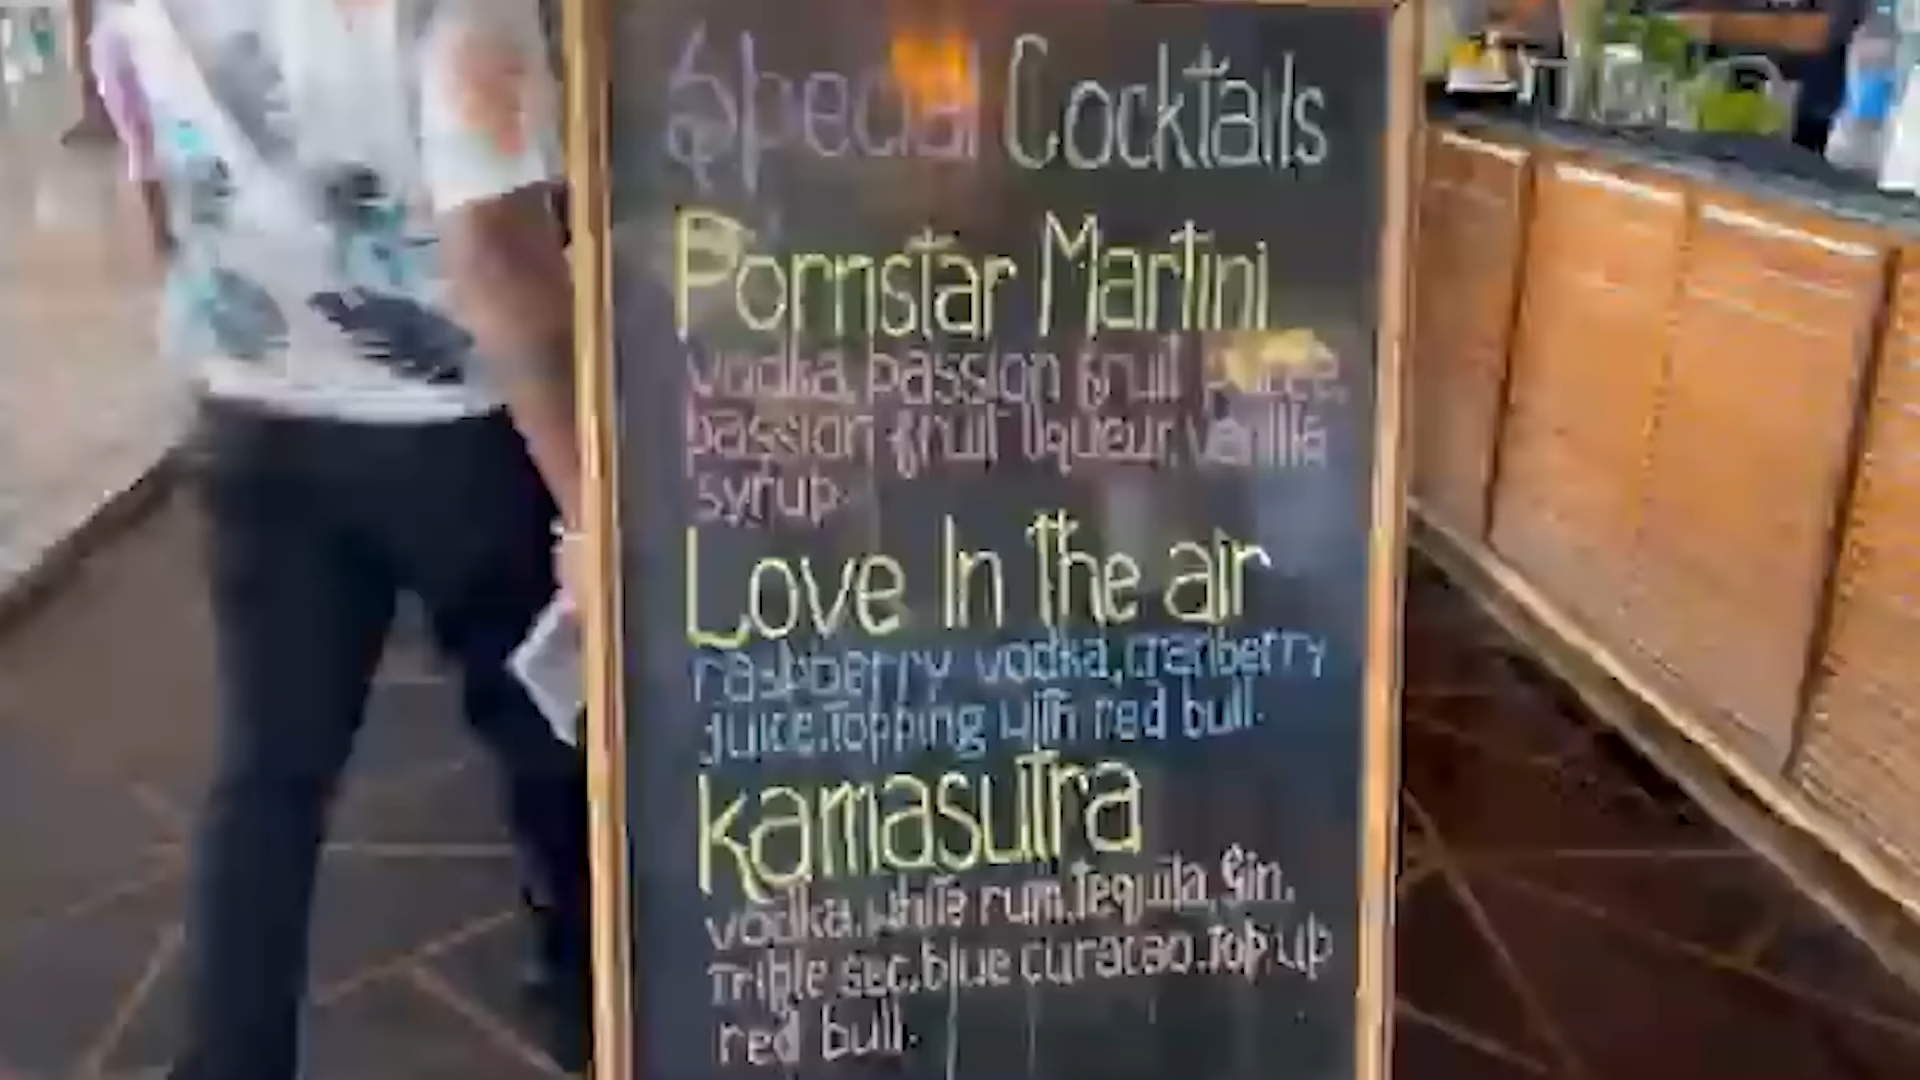 Special Cocktails
Pornstar Martini
vodka, passion fruit puree,
passion fruit liqueur, vanilla
syrup.
Love In The air
raspberry vodka, cranberry
juice. Topping with red bull.
kamasutra
vodka, white rum, Tequila, Gin,
Triple sec, blue curacao. Top up
red bull.